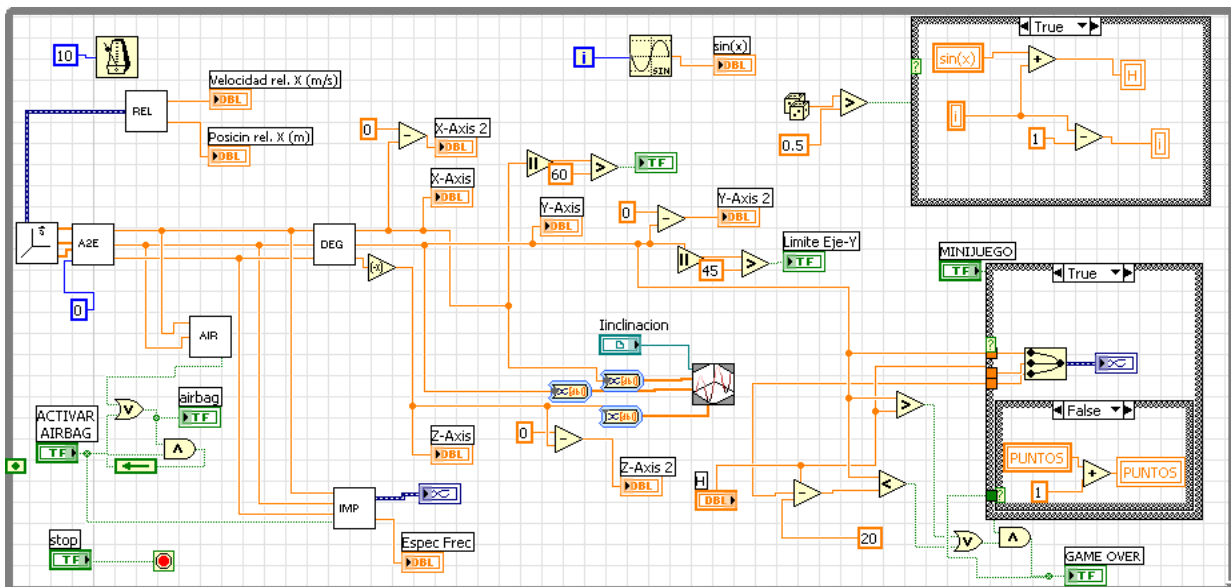 10
i
SIN
sin(x)
DBL
True
sin(x)
+
H
i
1
-
i
?
>
0.5
Velocidad rel. X (m/s)
DBL
REL
Posicin rel. X (m)
DBL
0
-
X-Axis 2
DBL
X-Axis
DBL
60
>
TF
Y-Axis
DBL
0
-
Y-Axis 2
DBL
A2E
DEG
(-x)
45
>
Limite Eje-Y
TF
0
MINIJUEGO
TF
True
?
AIR
Iinclinacion
airbag
TF
V
Λ
ACTIVAR
AIRBAG
TF
Z-Axis
DBL
0
-
Z-Axis 2
DBL
H
DBL
-
<
>
20
False
PUNTOS
+
PUNTOS
1
?
IMP
Espec Frec
DBL
stop
TF
V
Λ
GAME OVER
TF